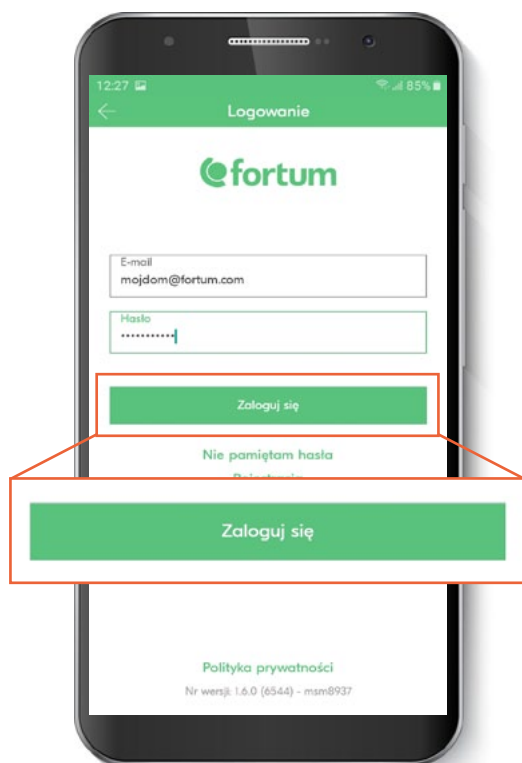 12:27 85%
Logowanie
fortum
E-mail
mojdom@fortum.com
Hasło
Zaloguj się
Nie pamiętam hasła
Rejestracja
Zaloguj się
Polityka prywatności
Nr wersji: 1.6.0 (6544) - msm8937